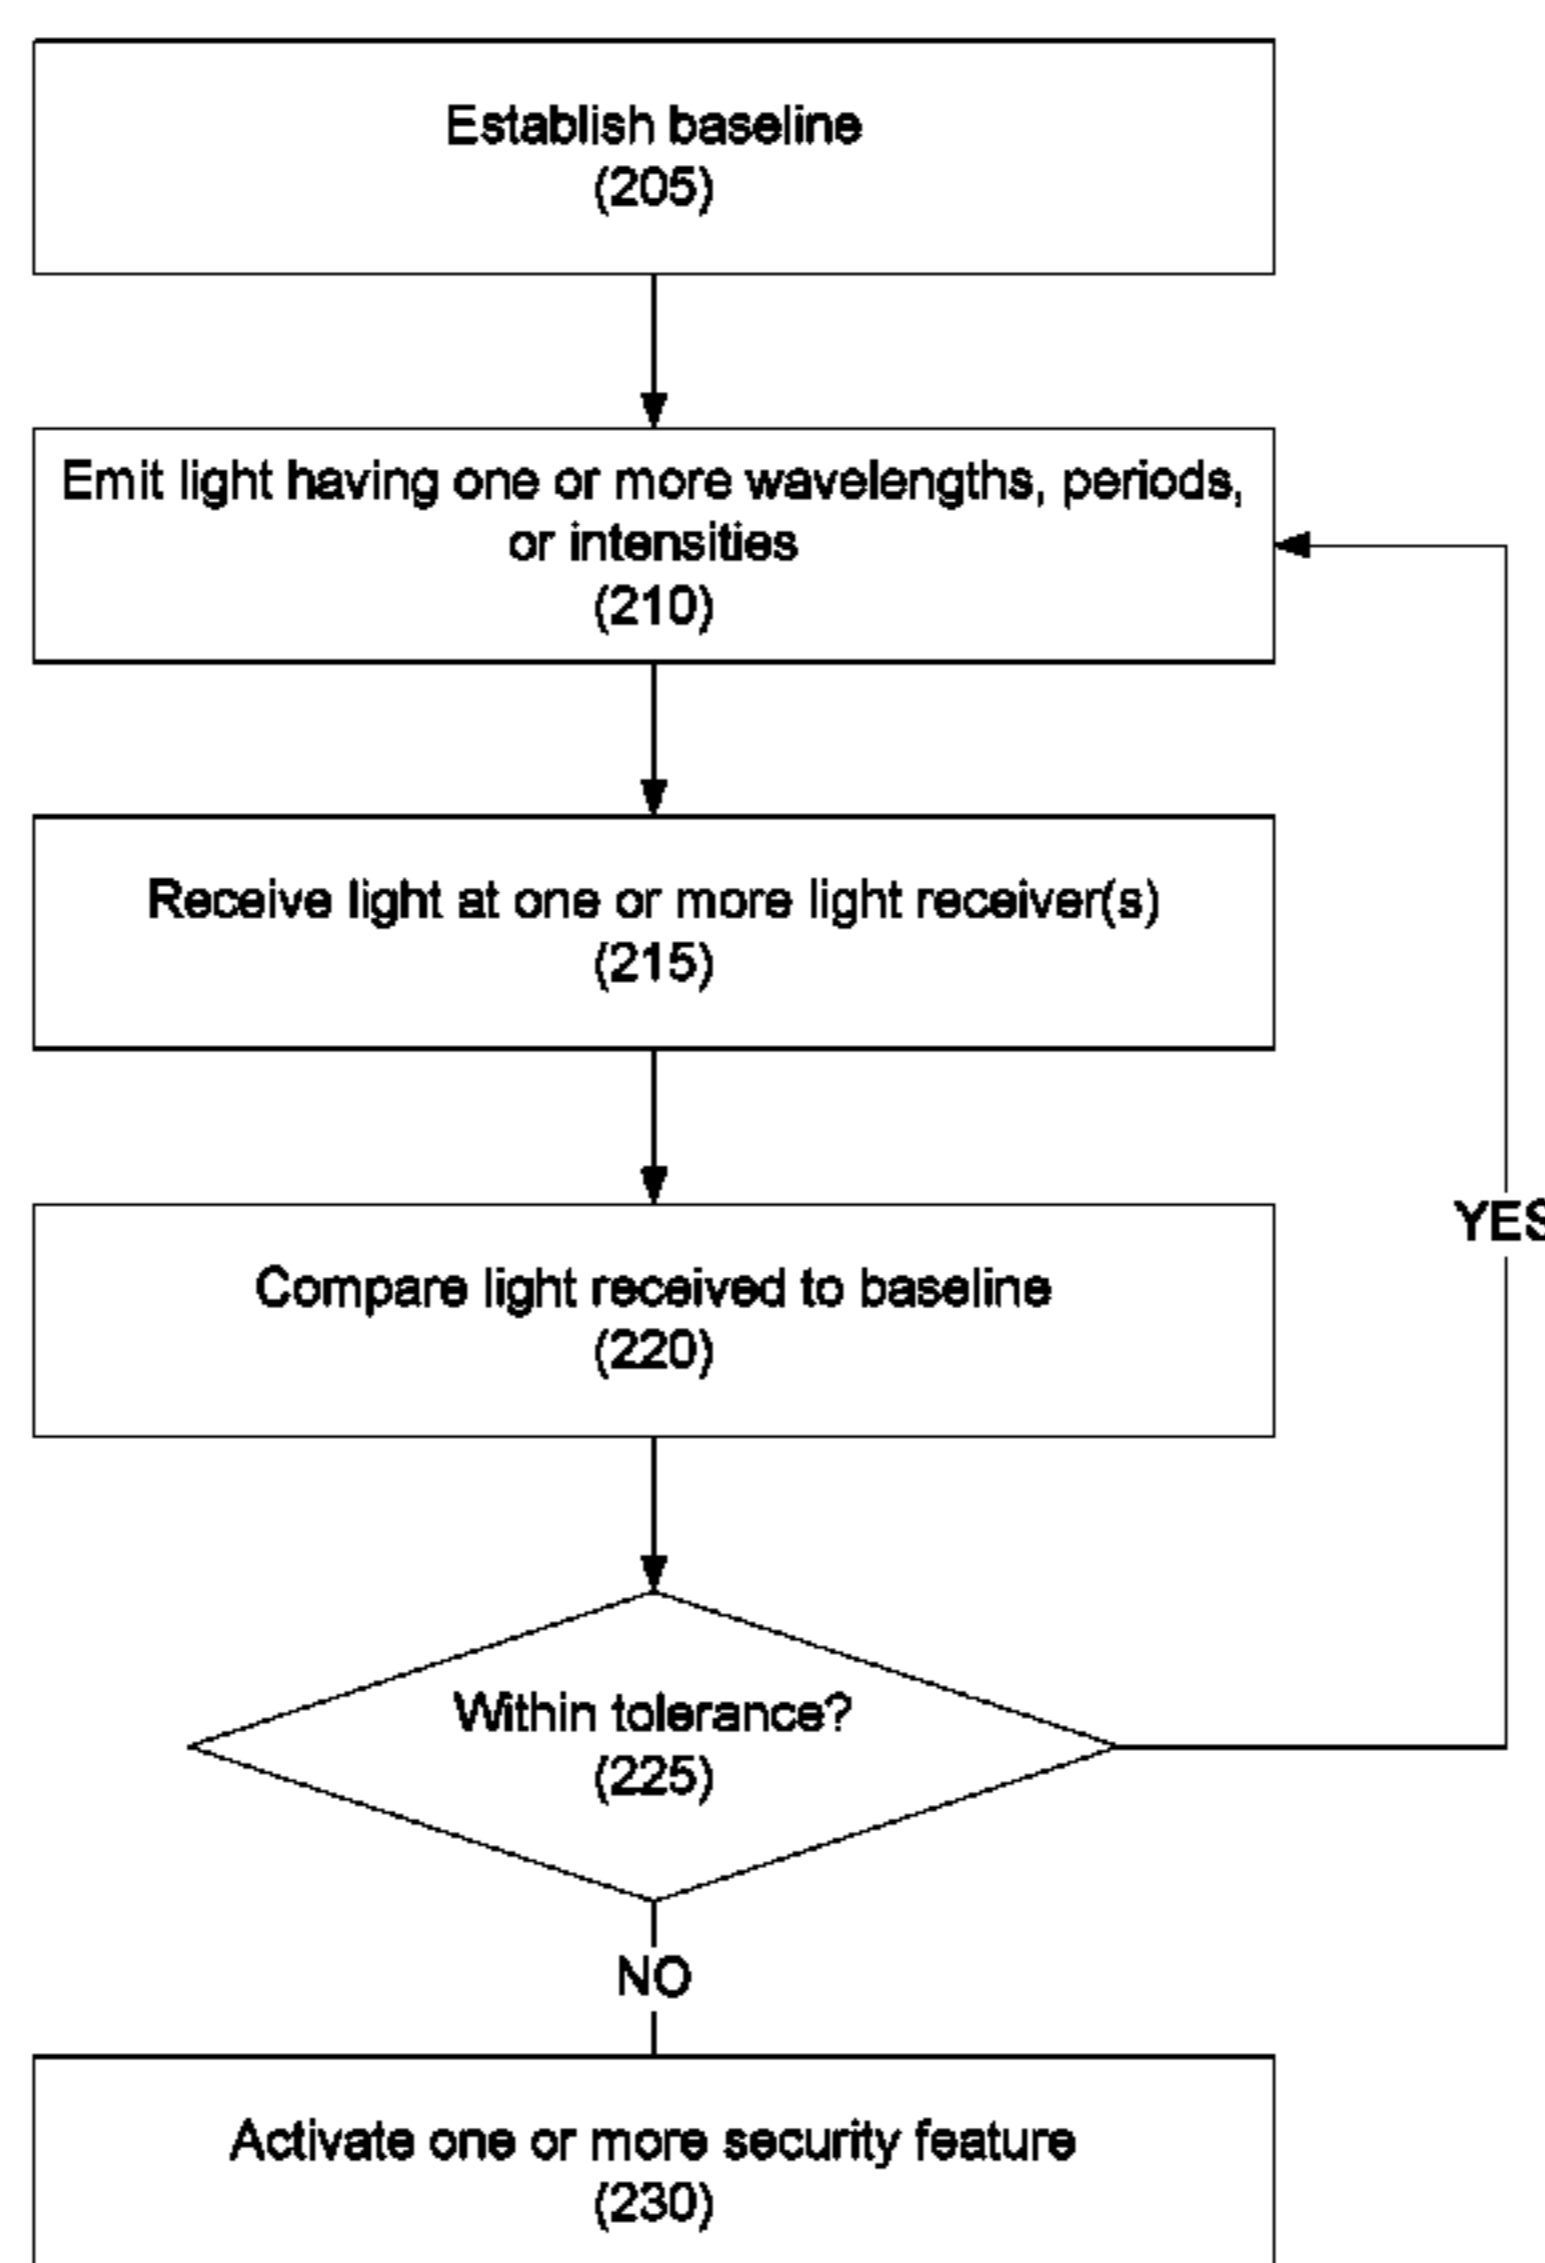 Establish baseline
(205)
Emit light having one or more wavelengths, periods,
or intensities
(210)
Receive light at one or more light receiver(s)
(215)
Compare light received to baseline
(220)
YES
Within tolerance?
(225)
NO
Activate one or more security feature
(230)